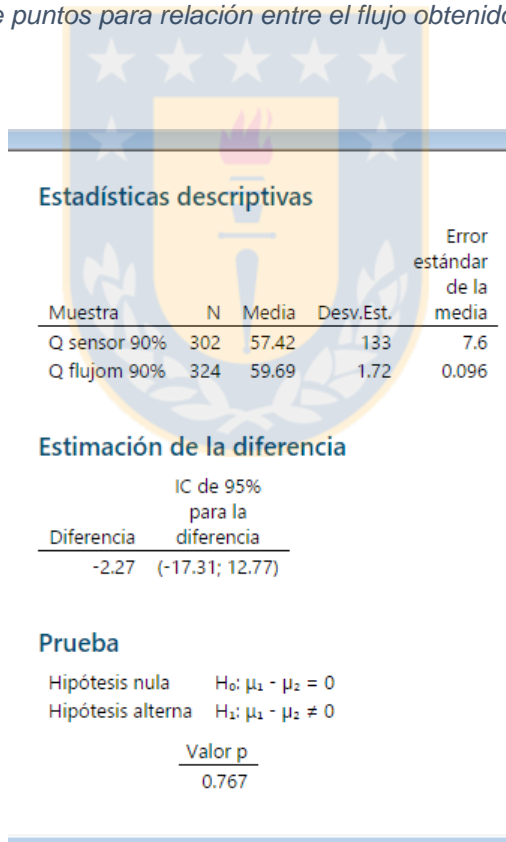 e puntos para relación entre el flujo obtenido
Estadísticas descriptivas
Error
estándar
de la
Muestra N Media Desv.Est. media
Q sensor 90% 302 57.42 133 7.6
Q flujom 90% 324 59.69 1.72 0.096
Estimación de la diferencia
IC de 95%
para la
Diferencia diferencia
-2.27 (-17.31; 12.77)
Prueba
Hipótesis nula H₀: μ₁ - μ₂ = 0
Hipótesis alterna H₁: μ₁ - μ₂ ≠ 0
Valor p
0.767